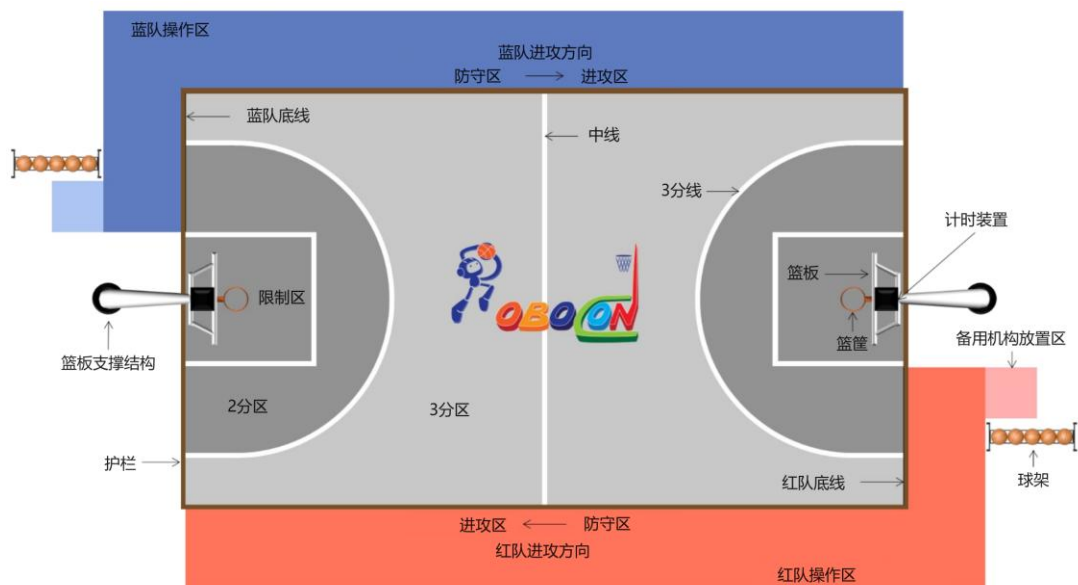 蓝队操作区
蓝队进攻方向
防守区
进攻区
蓝队底线
中线
3分线
计时装置
篮板
限制区
ROBOCON
篮板支撑结构
篮筐
备用机构放置区
2分区
3分区
护栏
红队底线
球架
进攻区
防守区
红队进攻方向
红队操作区